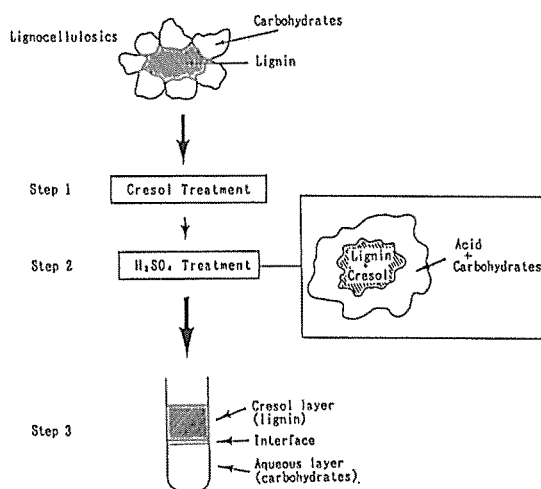 Lignocellulosics
Carbohydrates
Lignin
Step 1
Cresol Treatment
Step 2
H₂SO₄ Treatment
Lignin
+
Cresol
Acid
+
Carbohydrates
Step 3
Cresol layer
(lignin)
Interface
Aqueous layer
(carbohydrates).